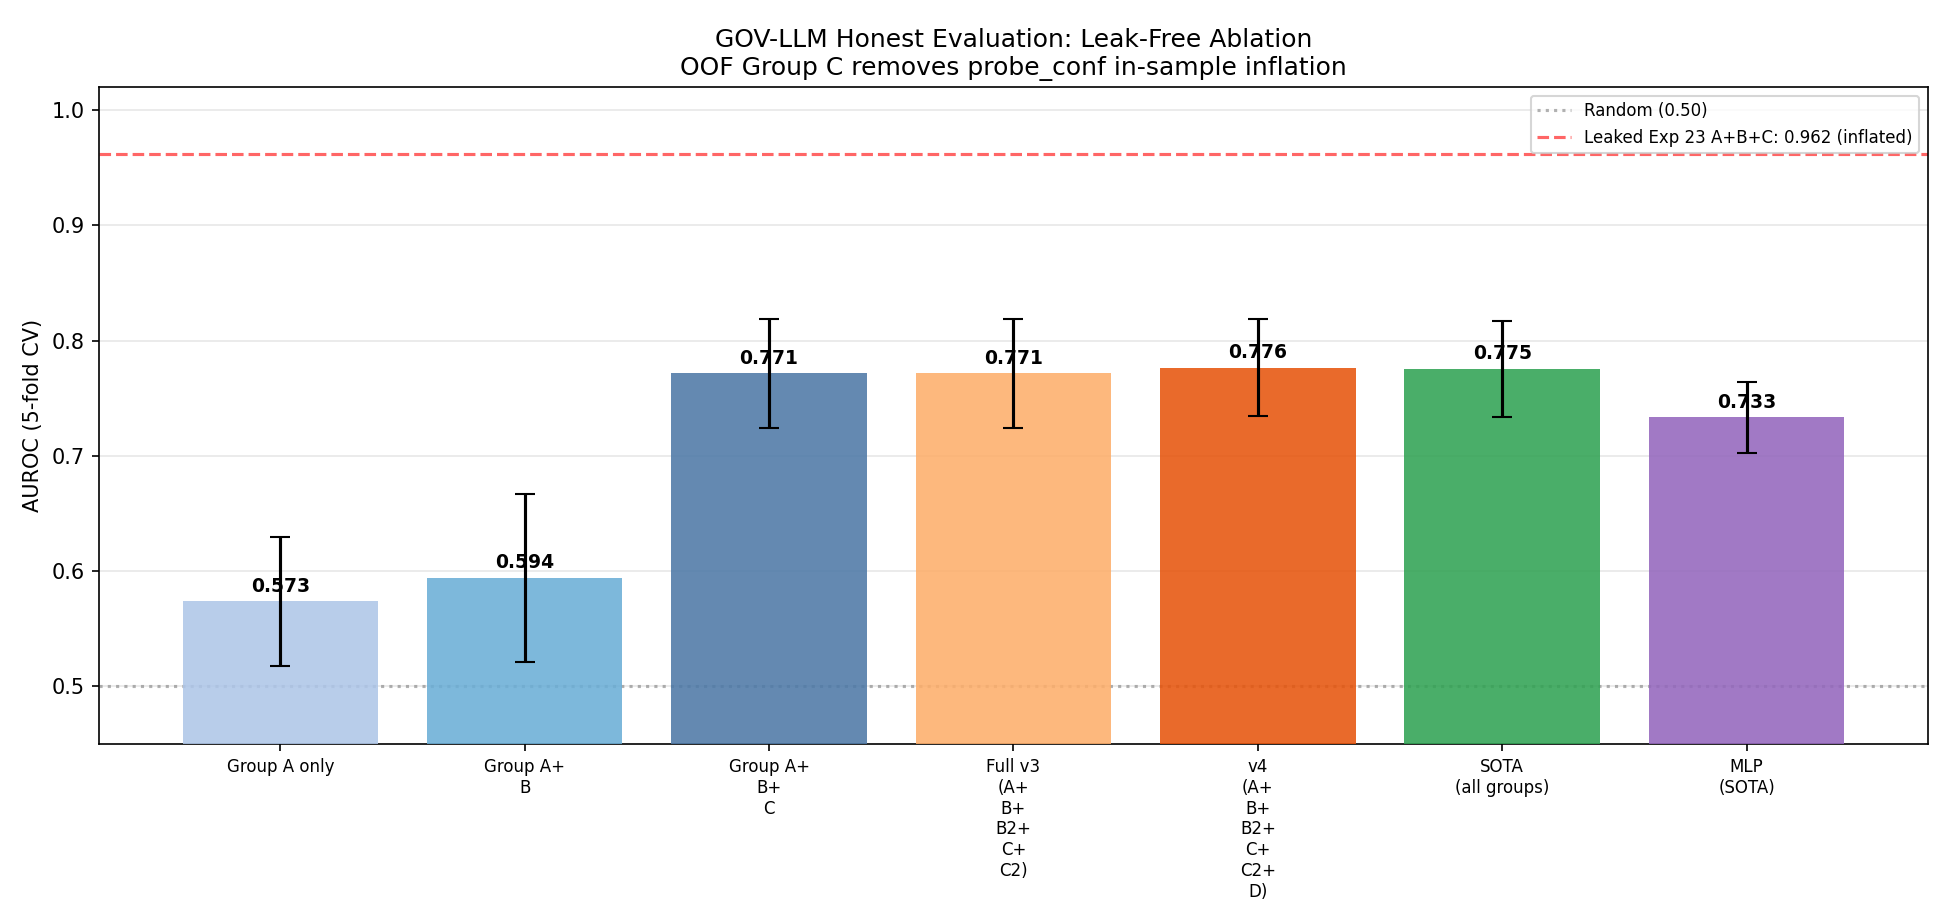 GOV-LLM Honest Evaluation: Leak-Free Ablation
OOF Group C removes probe_conf in-sample inflation
AUROC (5-fold CV)
1.0
0.9
0.8
0.7
0.6
0.5
Random (0.50)
Leaked Exp 23 A+B+C: 0.962 (inflated)
0.573
0.594
0.771
0.771
0.776
0.775
0.733
Group A only
Group A+
B
Group A+
B+
C
Full v3
(A+
B+
B2+
C+
C2)
v4
(A+
B+
B2+
C+
C2+
D)
SOTA
(all groups)
MLP
(SOTA)